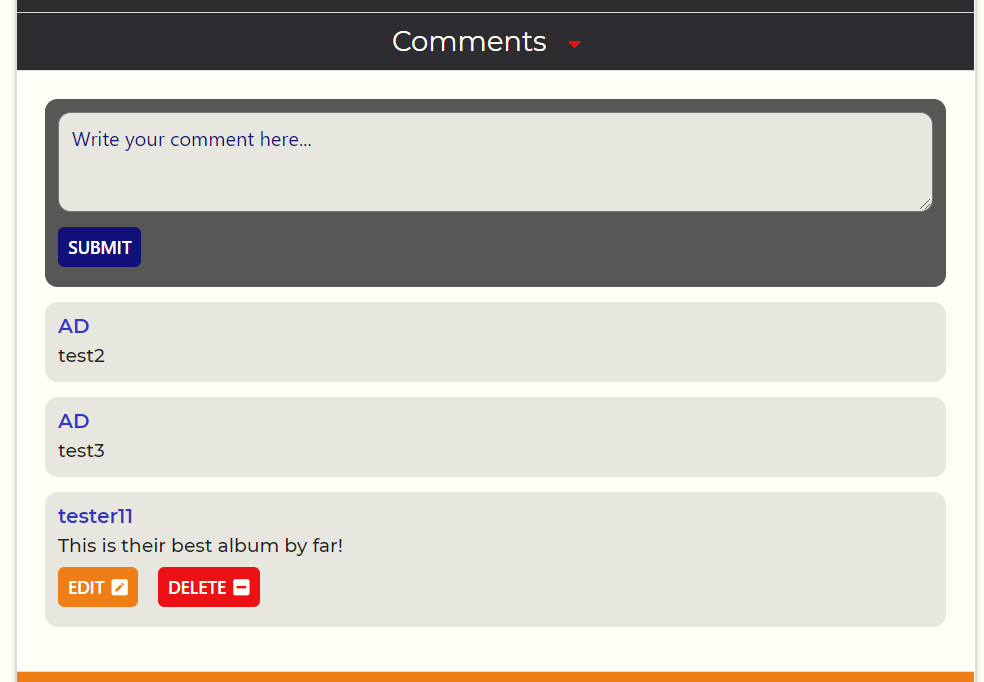 Comments
Write your comment here...
SUBMIT
AD
test2
AD
test3
tester11
This is their best album by far!
EDIT DELETE